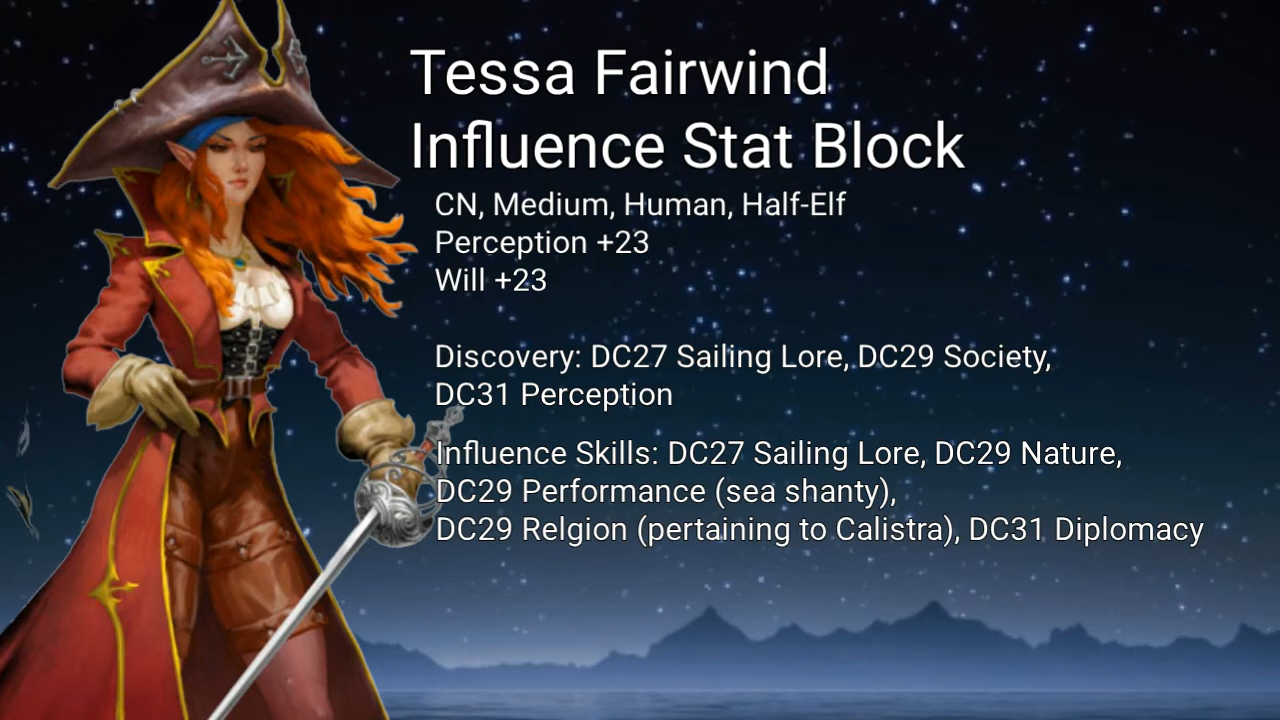 Tessa Fairwind
Influence Stat Block
CN, Medium, Human, Half-Elf
Perception +23
Will +23
Discovery: DC27 Sailing Lore, DC29 Society,
DC31 Perception
Influence Skills: DC27 Sailing Lore, DC29 Nature,
DC29 Performance (sea shanty),
DC29 Relgion (pertaining to Calistra), DC31 Diplomacy